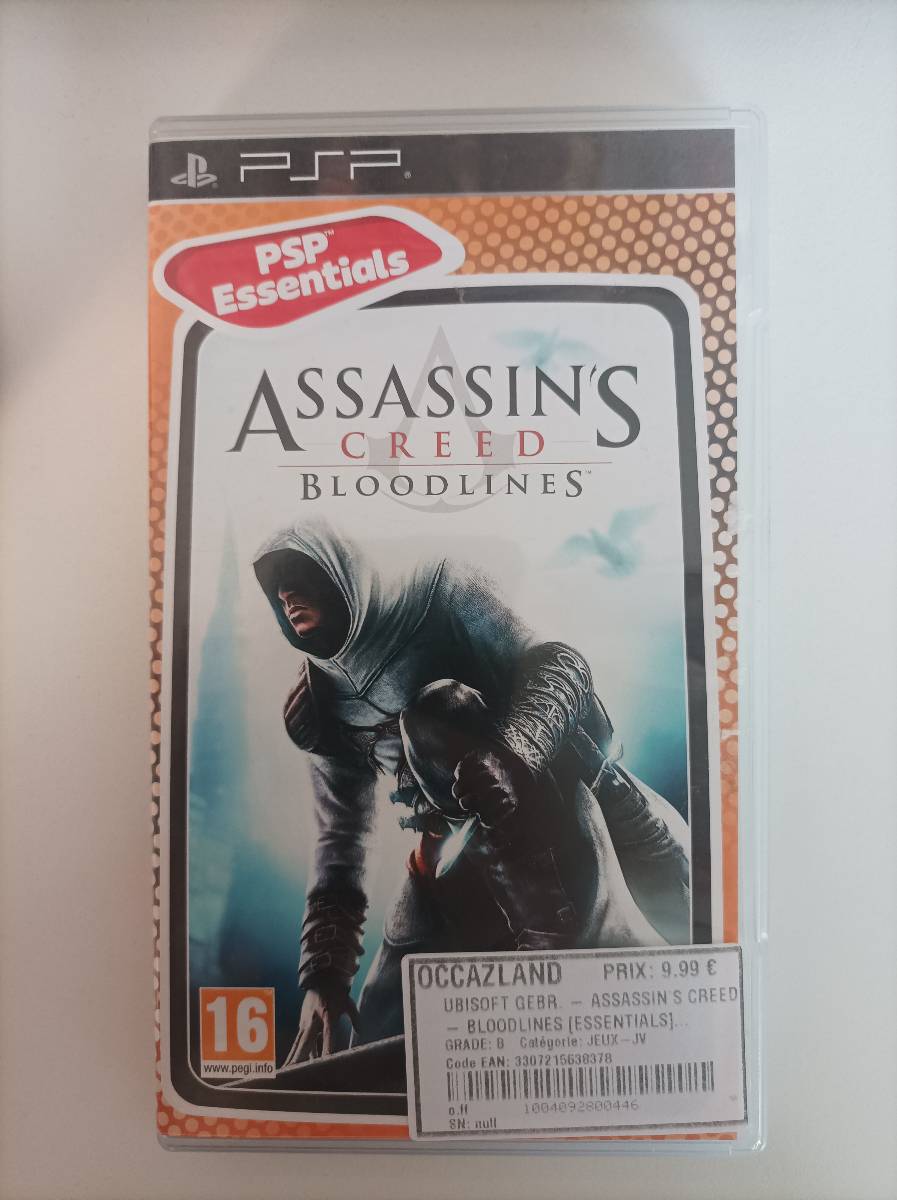 PSP®
PSP™
Essentials
ASSASSIN'S
CREED
BLOODLINES™
16
www.pegi.info
OCCAZLAND PRIX: 9.99 €
UBISOFT GEBR. - ASSASSIN'S CREED
- BLOODLINES [ESSENTIALS]...
GRADE: B Catégorie: JEUX-JV
Code EAN: 3307215638378
1004092800446
SN: null